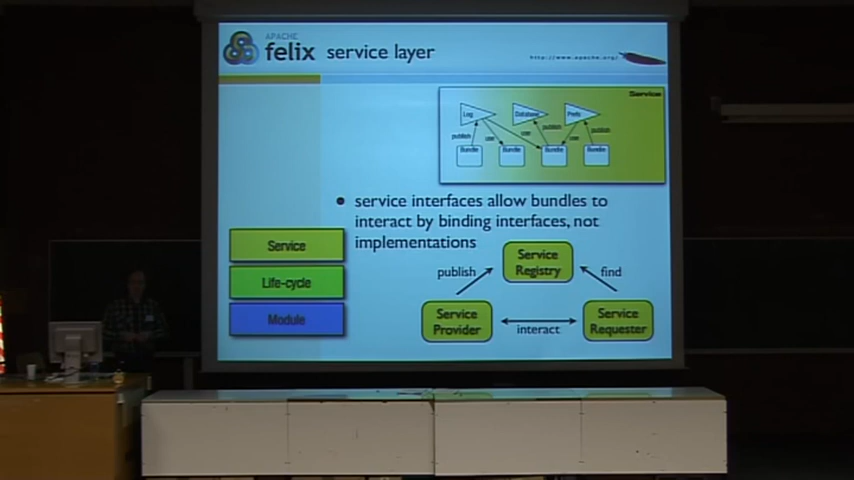 APACHE
felix service layer
http://www.apache.org/
Service
Log
Database
Prefs
publish
use
use
publish
use
publish
Bundle
Bundle
Bundle
Bundle
service interfaces allow bundles to
interact by binding interfaces, not
implementations
Service
Life-cycle
Module
Service
Registry
publish
find
Service
Provider
interact
Service
Requester